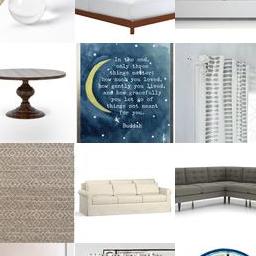 In the end,
only three
things matter:
how much you loved,
how gently you lived,
and how gracefully
you let go of
things not meant
for you.
Buddah